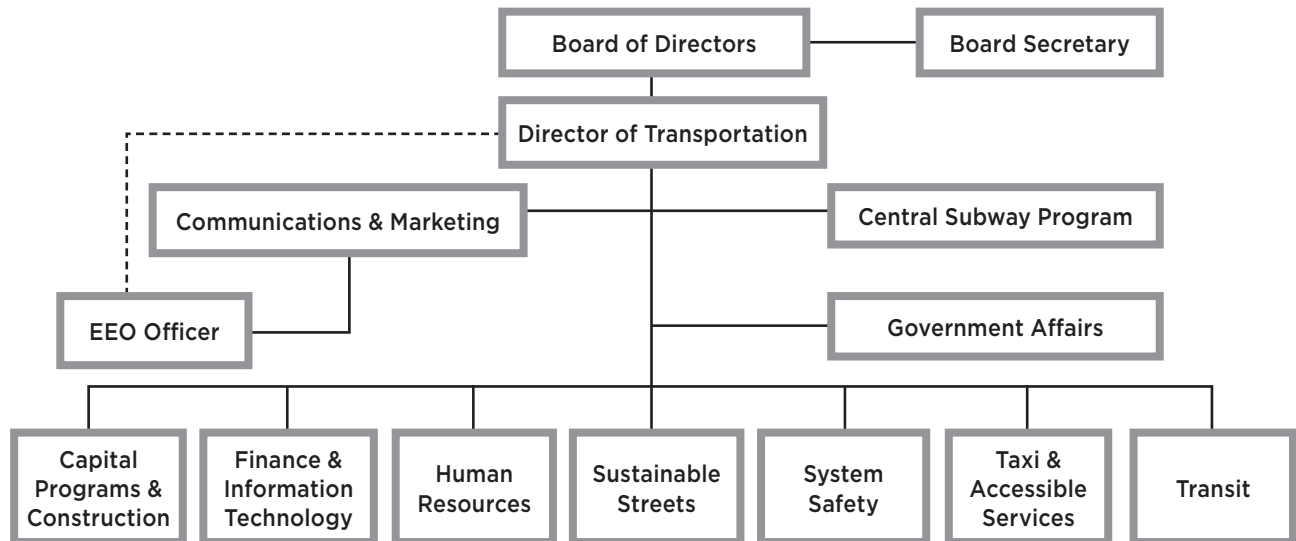 Board of Directors
Board Secretary
Director of Transportation
Communications & Marketing
Central Subway Program
EEO Officer
Government Affairs
Capital
Programs &
Construction
Finance &
Information
Technology
Human
Resources
Sustainable
Streets
System
Safety
Taxi &
Accessible
Services
Transit